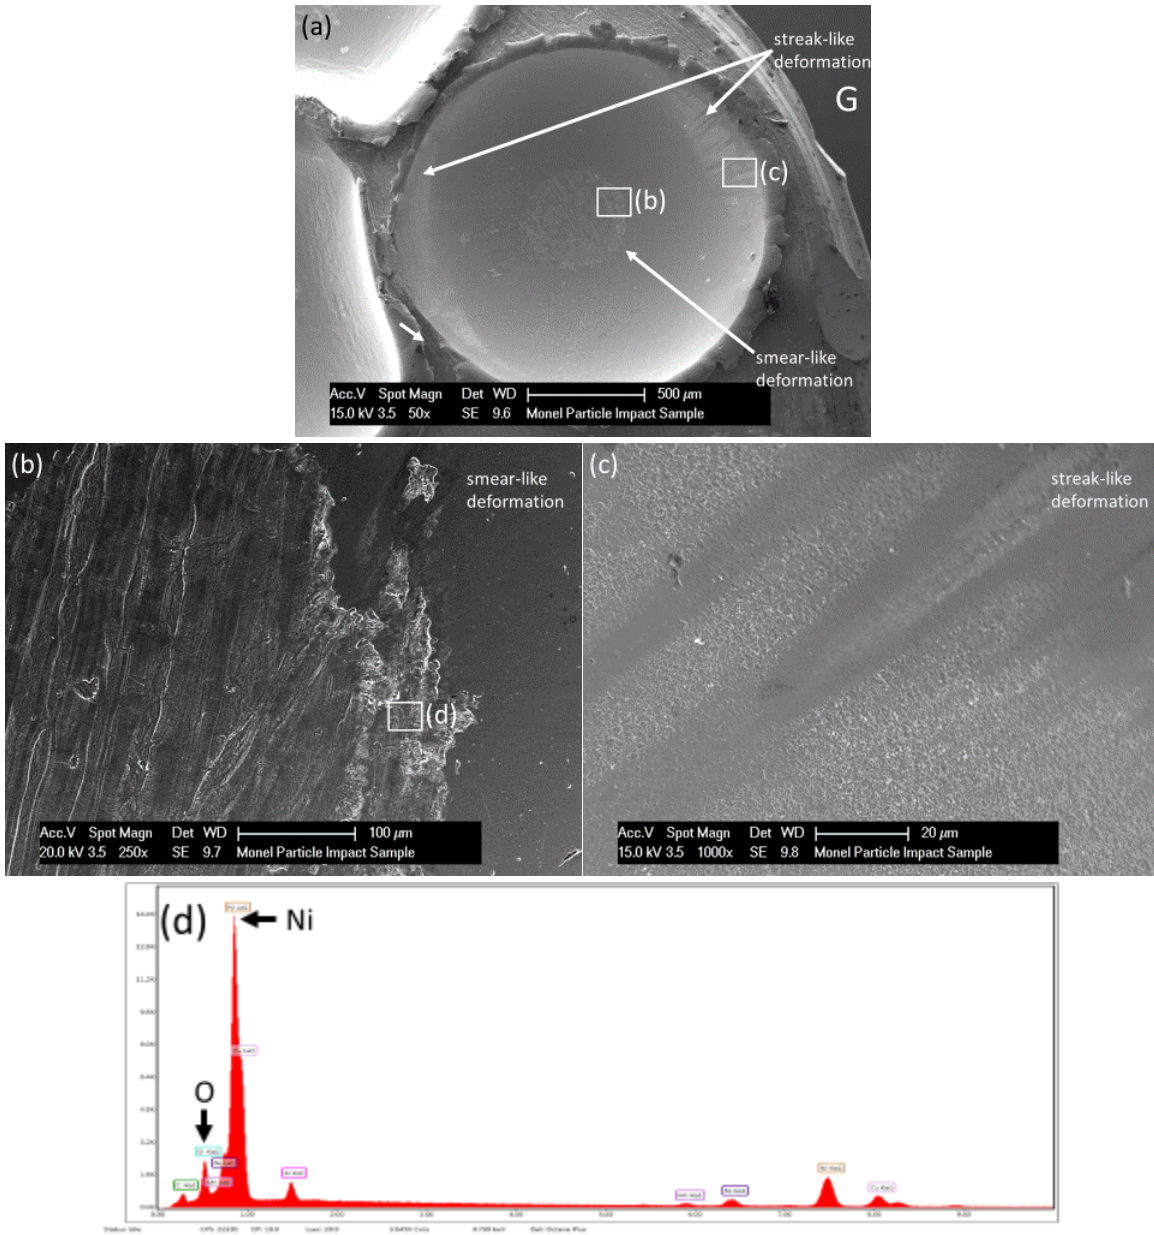 (a)
streak-like
deformation
G
(c)
(b)
smear-like
deformation
Acc.V Spot Magn Det WD 500 µm
15.0 kV 3.5 50x SE 9.6 Monel Particle Impact Sample
(b)
smear-like
deformation
(d)
Acc.V Spot Magn Det WD 100 µm
20.0 kV 3.5 250x SE 9.7 Monel Particle Impact Sample
(c)
streak-like
deformation
Acc.V Spot Magn Det WD 20 µm
15.0 kV 3.5 1000x SE 9.8 Monel Particle Impact Sample
(d)
Ni
O